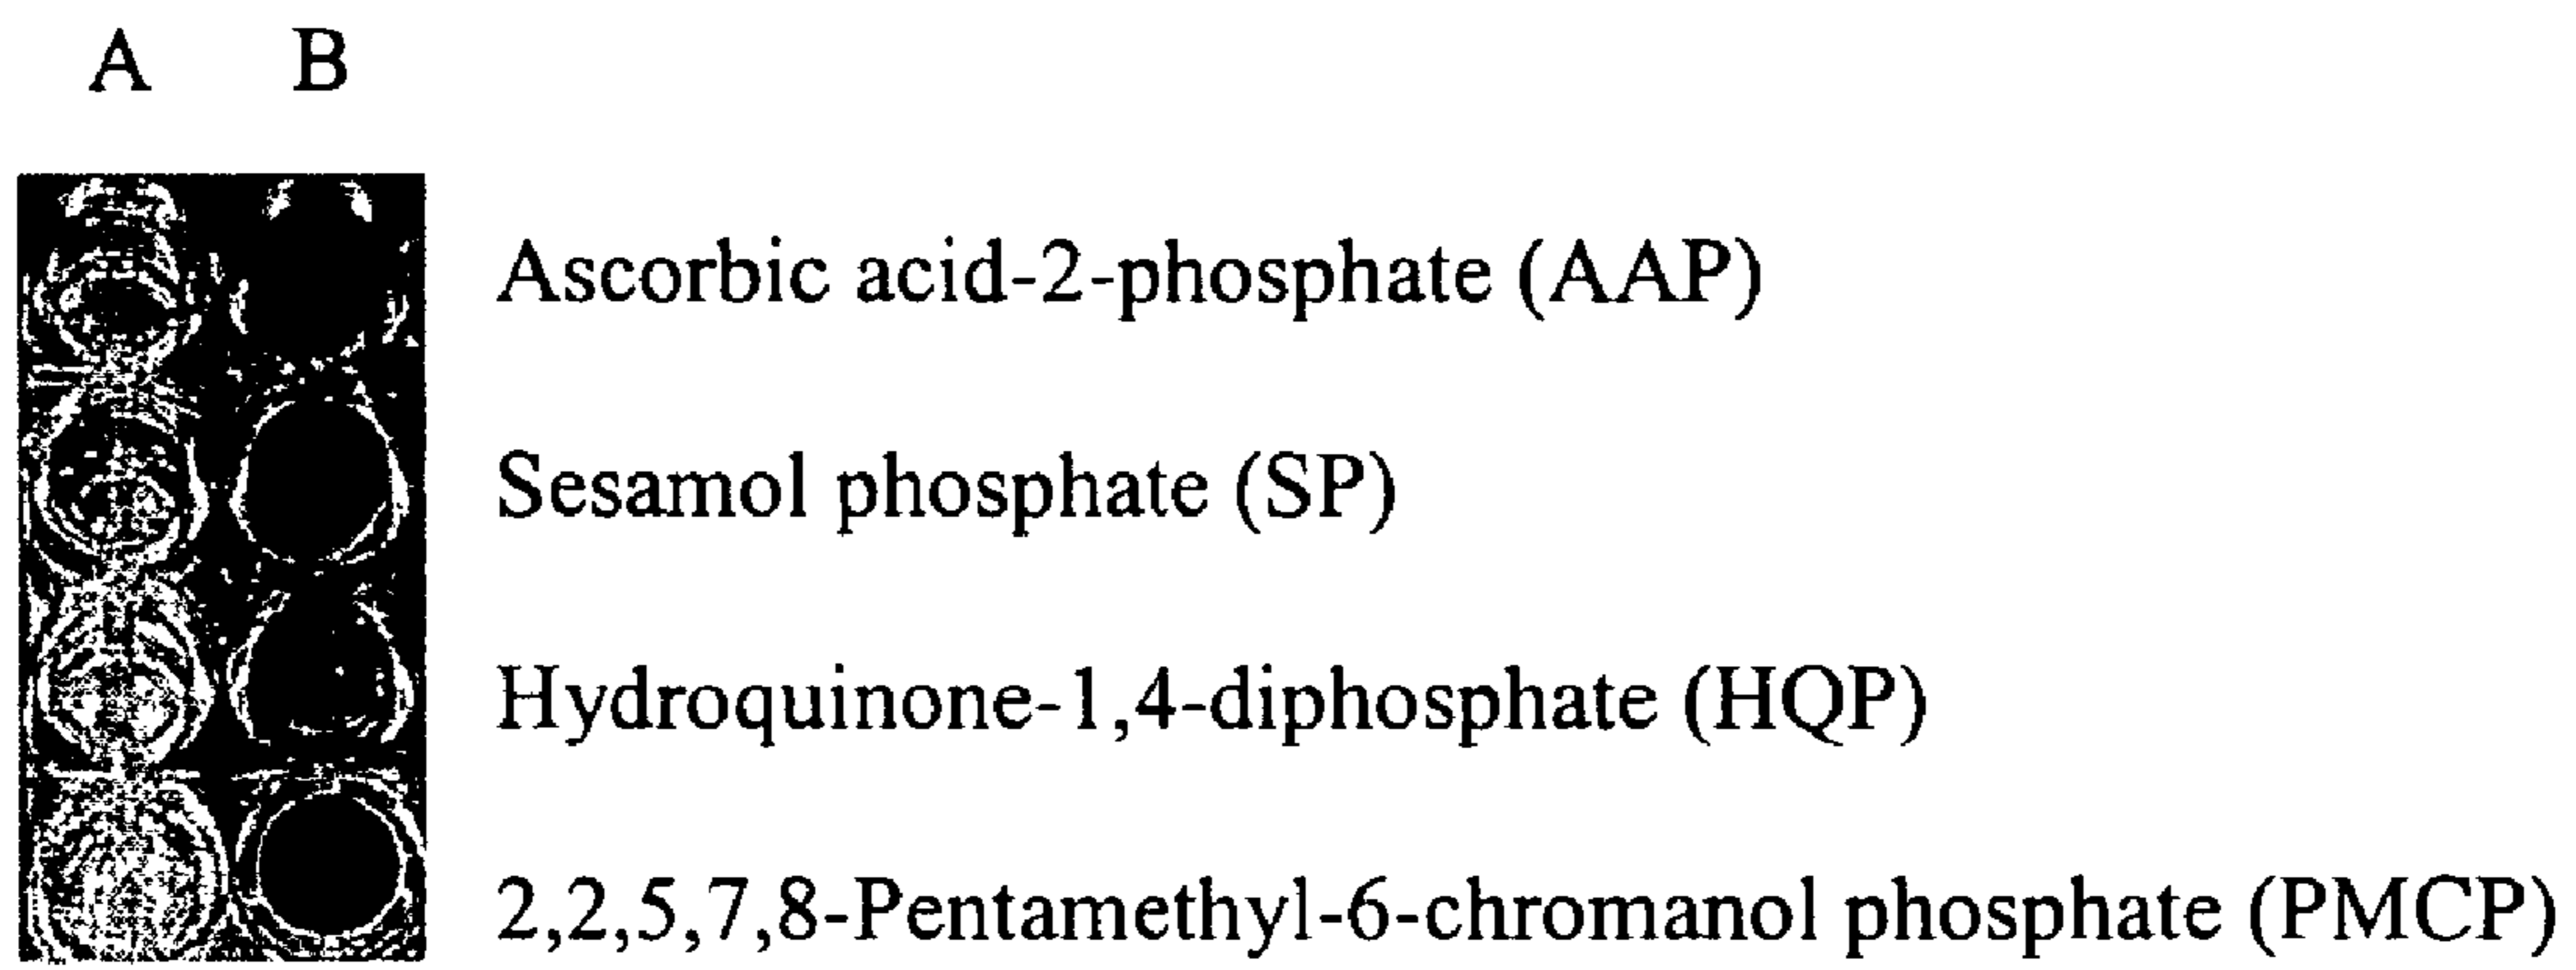 A B
Ascorbic acid-2-phosphate (AAP)
Sesamol phosphate (SP)
Hydroquinone-1,4-diphosphate (HQP)
2,2,5,7,8-Pentamethyl-6-chromanol phosphate (PMCP)